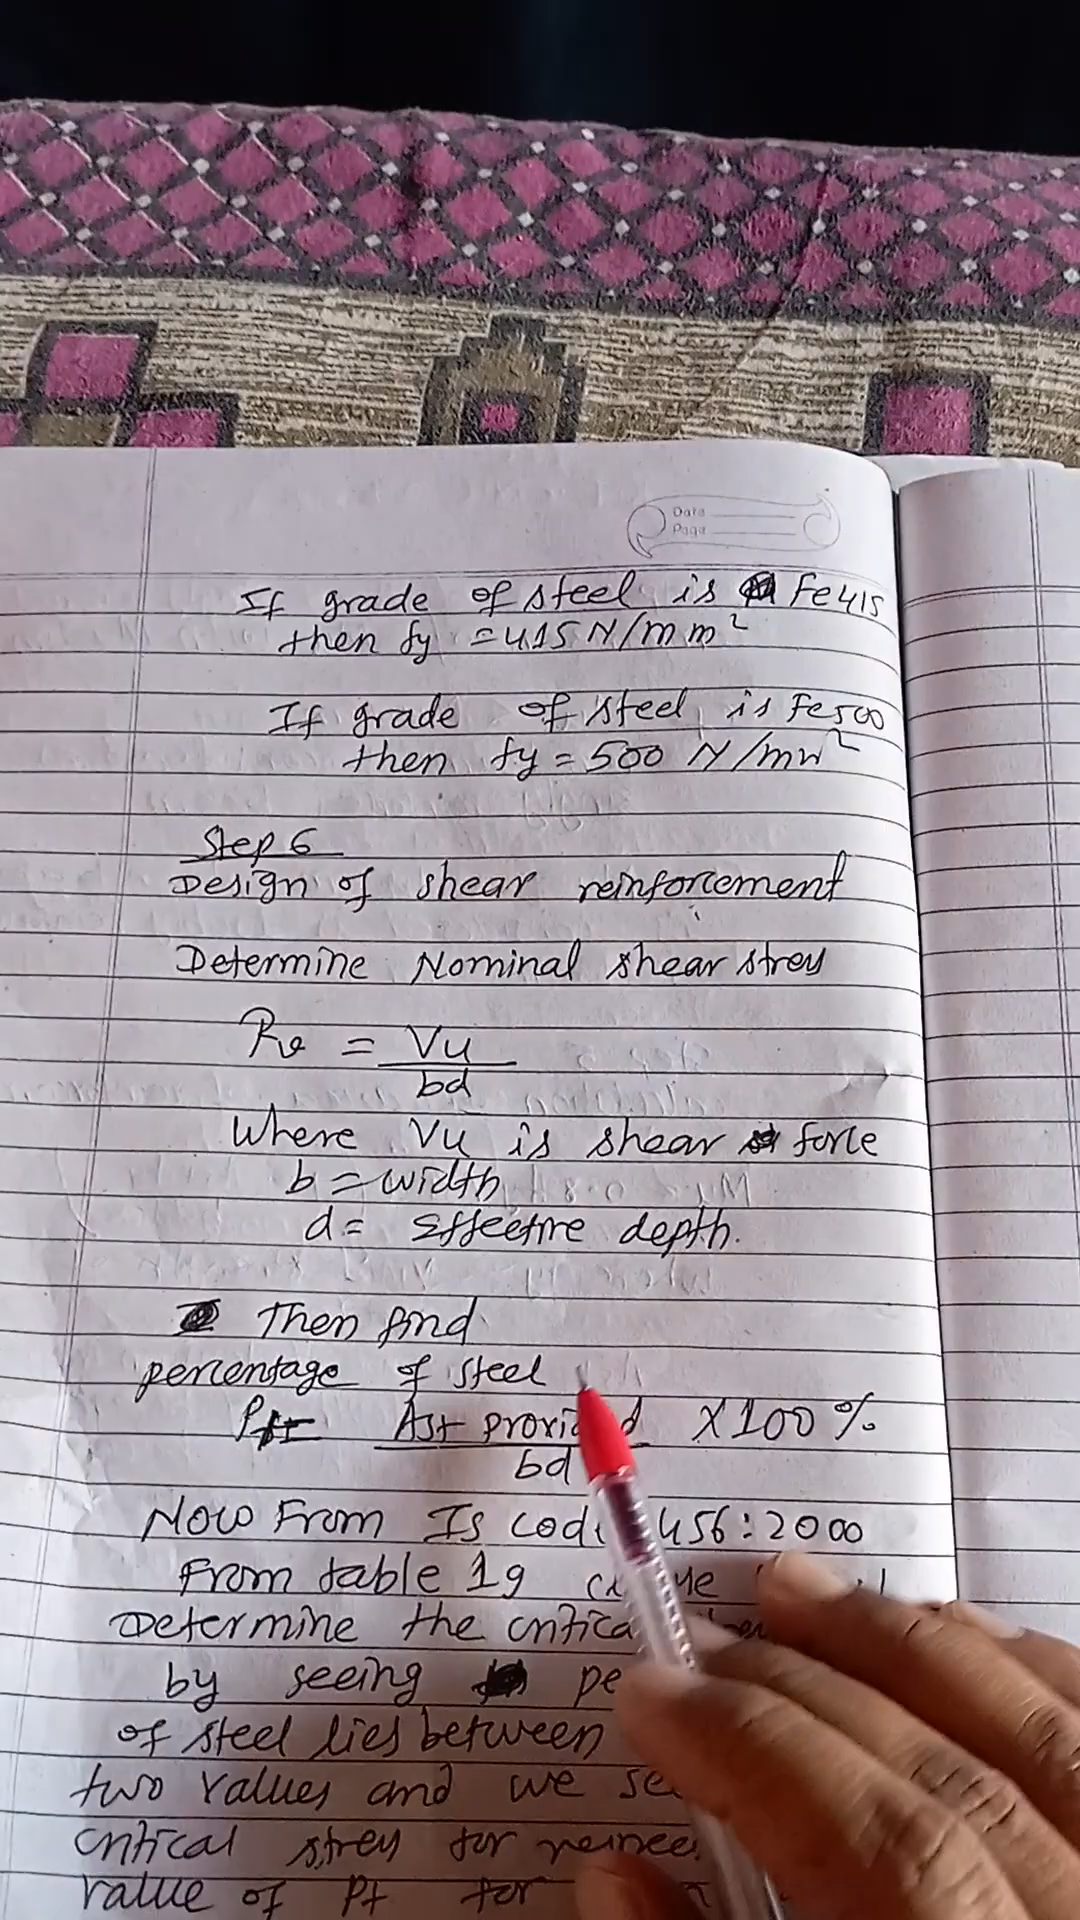 Date
Page
If grade of steel is Fe415
then fy = 415 N/mm²
If grade of steel is Fe500
then fy = 500 N/mm²
Step 6
Design of shear reinforcement
Determine Nominal shear stress
= Vu
bd
Where Vu is shear force
b = width
d = Effective depth.
Then find
percentage of steel
Pt = Ast provided X 100 %
bd
Now From Is code 456:2000
From table 19
Determine the critical
by seeing
of steel lies between
two values and we
critical stress for
value of Pt for